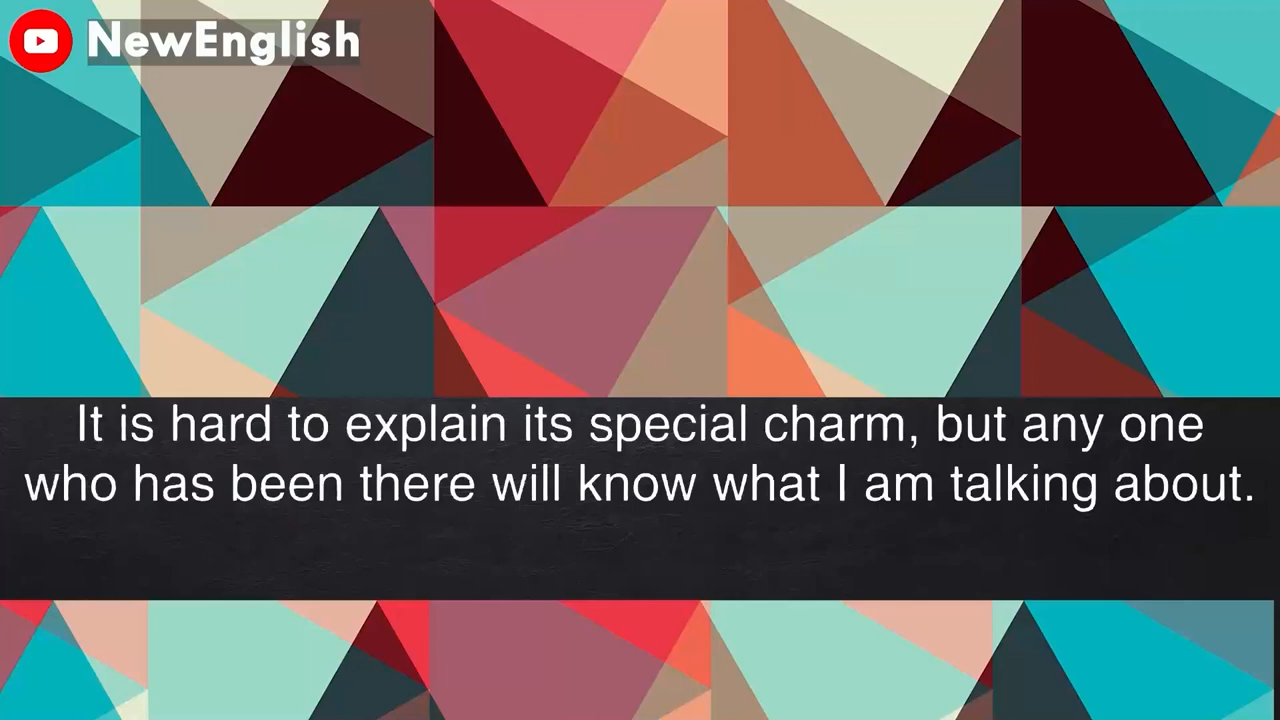 NewEnglish
It is hard to explain its special charm, but any one
who has been there will know what I am talking about.